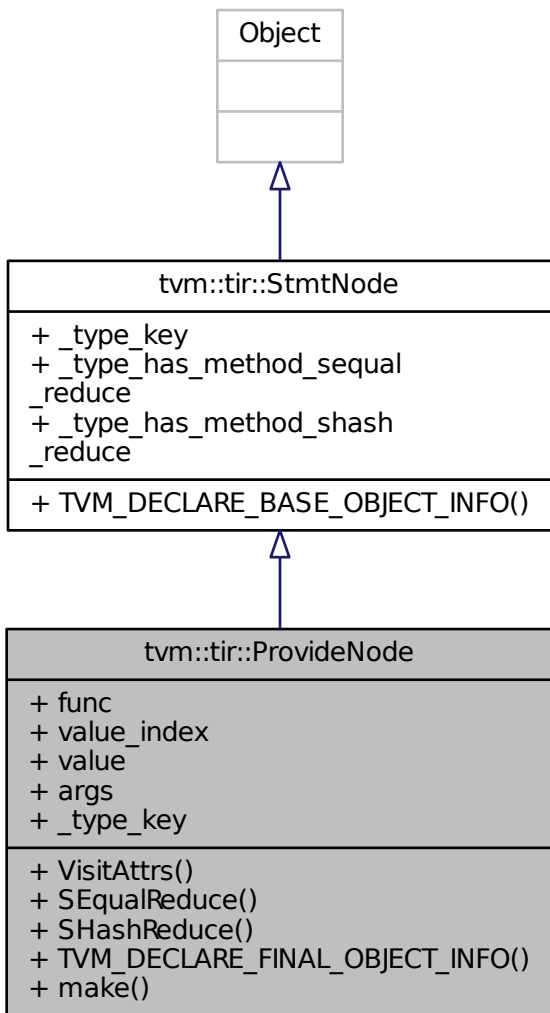 Object
tvm::tir::StmtNode
+ _type_key
+ _type_has_method_sequal
_reduce
+ _type_has_method_shash
_reduce
+ TVM_DECLARE_BASE_OBJECT_INFO()
tvm::tir::ProvideNode
+ func
+ value_index
+ value
+ args
+ _type_key
+ VisitAttrs()
+ SEqualReduce()
+ SHashReduce()
+ TVM_DECLARE_FINAL_OBJECT_INFO()
+ make()